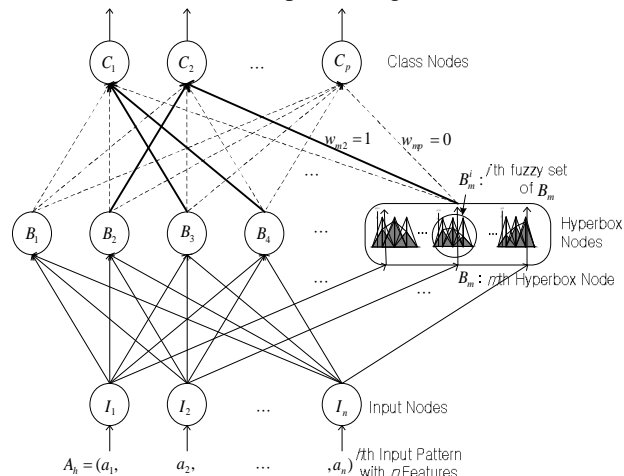 C₁ C₂ ... Cₚ Class Nodes
wₘ₂ = 1 wₘₚ = 0
...
Bₘⁱ : ith fuzzy set
of Bₘ
B₁ B₂ B₃ B₄ ... ... ...
Hyperbox
Nodes
... Bₘ : mth Hyperbox Node
I₁ I₂ ... Iₙ Input Nodes
Aₕ = (a₁, a₂, ... , aₙ) hth Input Pattern
with n Features